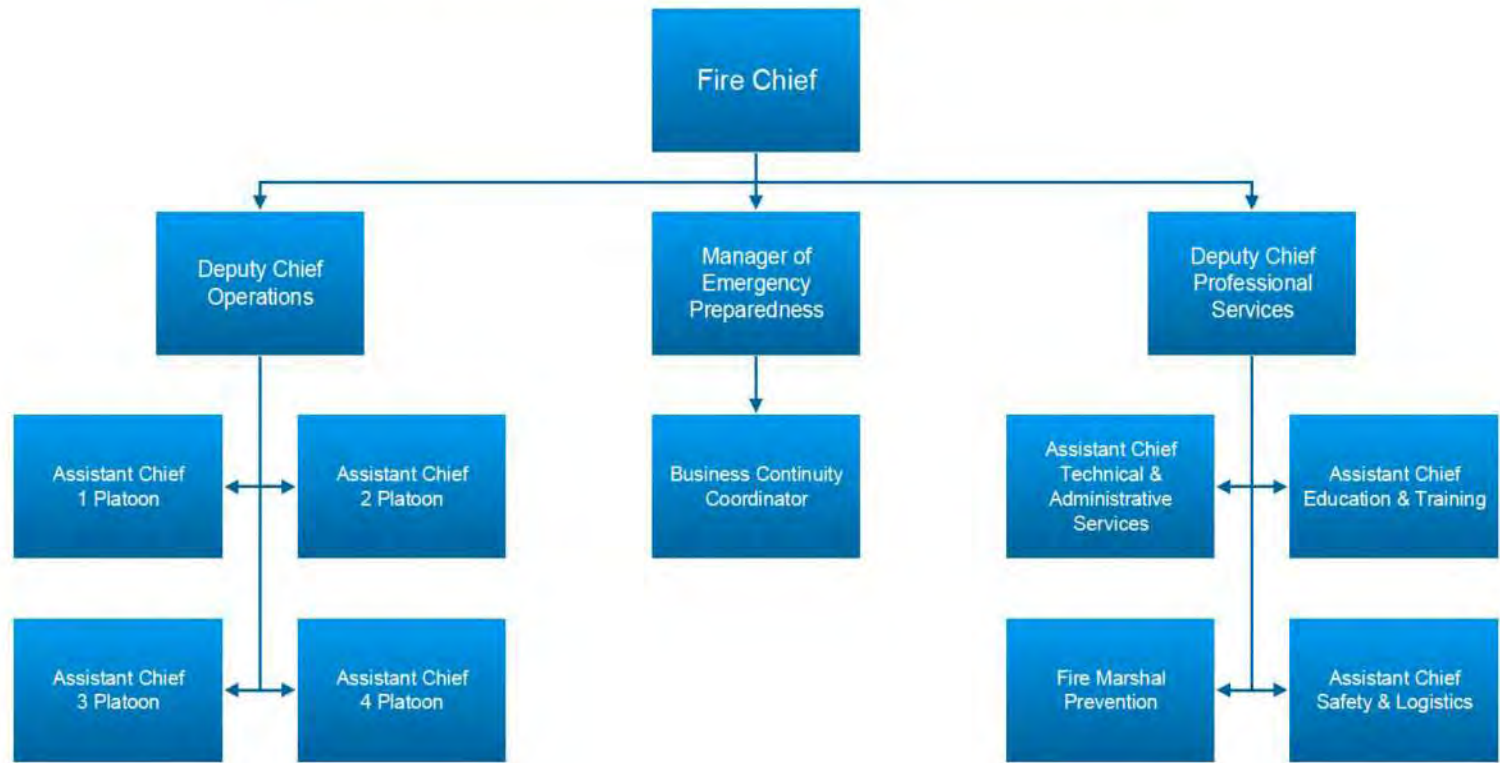 Fire Chief
Deputy Chief
Operations
Manager of
Emergency
Preparedness
Deputy Chief
Professional
Services
Assistant Chief
1 Platoon
Assistant Chief
2 Platoon
Business Continuity
Coordinator
Assistant Chief
Technical &
Administrative
Services
Assistant Chief
Education & Training
Assistant Chief
3 Platoon
Assistant Chief
4 Platoon
Fire Marshal
Prevention
Assistant Chief
Safety & Logistics